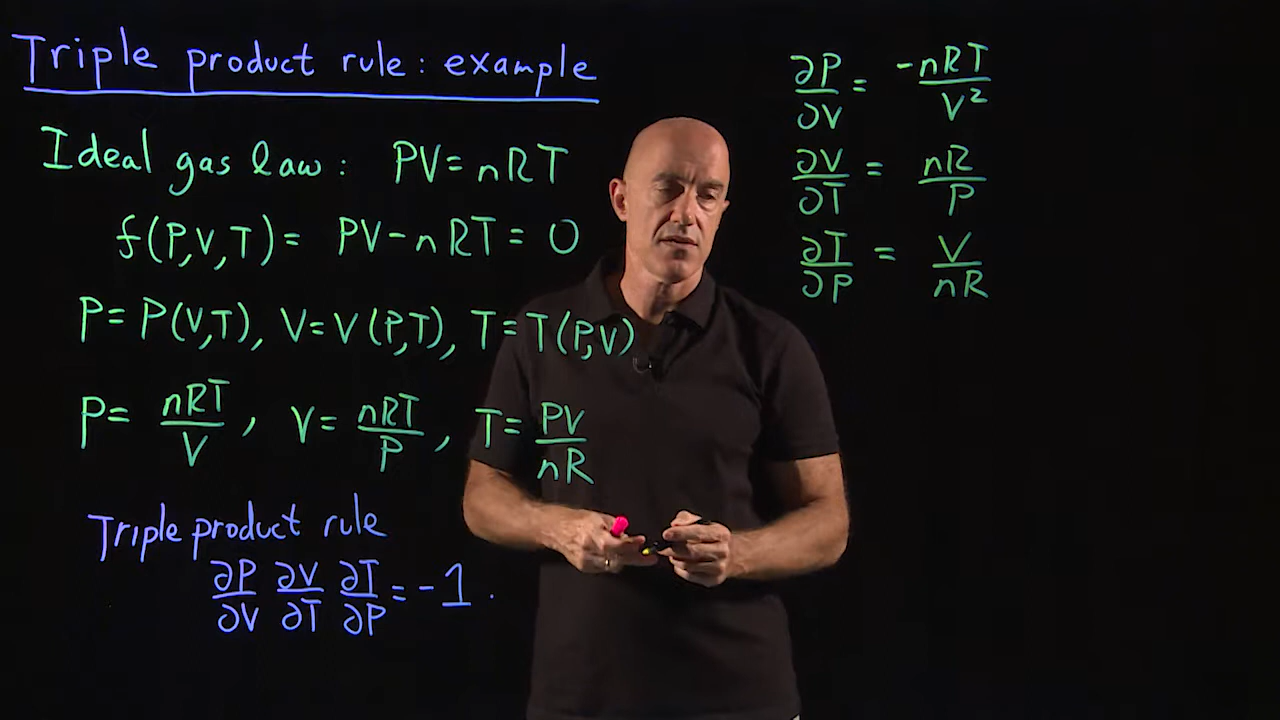 Triple product rule: example
Ideal gas law: PV = nRT
f(P,V,T) = PV - nRT = 0
P = P(V,T), V = V(P,T), T = T(P,V)
P = nRT/V, V = nRT/P, T = PV/nR
Triple product rule
∂P/∂V ∂V/∂T ∂T/∂P = -1.
∂P/∂V = -nRT/V²
∂V/∂T = nR/P
∂T/∂P = V/nR